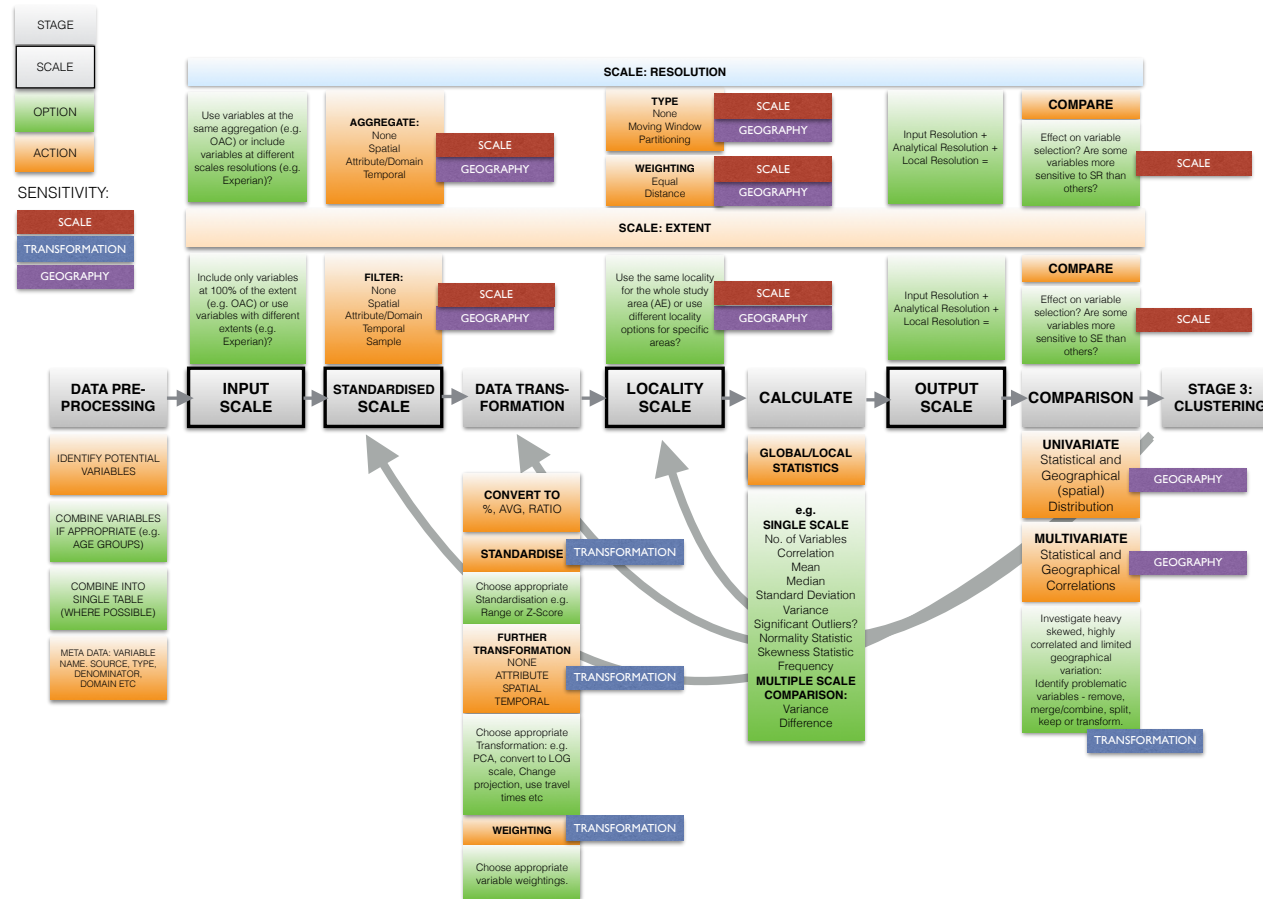 STAGE
SCALE
OPTION
ACTION
SENSITIVITY:
SCALE
TRANSFORMATION
GEOGRAPHY
SCALE: RESOLUTION
Use variables at the
same aggregation (e.g.
OAC) or include
variables at different
scales resolutions (e.g.
Experian)?
AGGREGATE:
None
Spatial
Attribute/Domain
Temporal
SCALE
GEOGRAPHY
TYPE
None
Moving Window
Partitioning
SCALE
GEOGRAPHY
WEIGHTING
Equal
Distance
SCALE
GEOGRAPHY
Input Resolution +
Analytical Resolution +
Local Resolution =
COMPARE
Effect on variable
selection? Are some
variables more
sensitive to SR than
others?
SCALE
SCALE: EXTENT
Include only variables
at 100% of the extent
(e.g. OAC) or use
variables with different
extents (e.g.
Experian)?
FILTER:
None
Spatial
Attribute/Domain
Temporal
Sample
SCALE
GEOGRAPHY
Use the same locality
for the whole study
area (AE) or use
different locality
options for specific
areas?
SCALE
GEOGRAPHY
Input Resolution +
Analytical Resolution +
Local Resolution =
COMPARE
Effect on variable
selection? Are some
variables more
sensitive to SE than
others?
SCALE
DATA PRE-
PROCESSING
INPUT
SCALE
STANDARDISED
SCALE
DATA TRANS-
FORMATION
LOCALITY
SCALE
CALCULATE
OUTPUT
SCALE
COMPARISON
STAGE 3:
CLUSTERING
IDENTIFY POTENTIAL
VARIABLES
COMBINE VARIABLES
IF APPROPRIATE (e.g.
AGE GROUPS)
COMBINE INTO
SINGLE TABLE
(WHERE POSSIBLE)
META DATA: VARIABLE
NAME. SOURCE, TYPE,
DENOMINATOR,
DOMAIN ETC
CONVERT TO
%, AVG, RATIO
STANDARDISE
TRANSFORMATION
Choose appropriate
Standardisation e.g.
Range or Z-Score
FURTHER
TRANSFORMATION
NONE
ATTRIBUTE
SPATIAL
TEMPORAL
TRANSFORMATION
Choose appropriate
Transformation: e.g.
PCA, convert to LOG
scale, Change
projection, use travel
times etc
WEIGHTING
TRANSFORMATION
Choose appropriate
variable weightings.
GLOBAL/LOCAL
STATISTICS
e.g.
SINGLE SCALE
No. of Variables
Correlation
Mean
Median
Standard Deviation
Variance
Significant Outliers?
Normality Statistic
Skewness Statistic
Frequency
MULTIPLE SCALE
COMPARISON:
Variance
Difference
UNIVARIATE
Statistical and
Geographical
(spatial)
Distribution
GEOGRAPHY
MULTIVARIATE
Statistical and
Geographical
Correlations
GEOGRAPHY
Investigate heavy
skewed, highly
correlated and limited
geographical
variation:
Identify problematic
variables - remove,
merge/combine, split,
keep or transform.
TRANSFORMATION